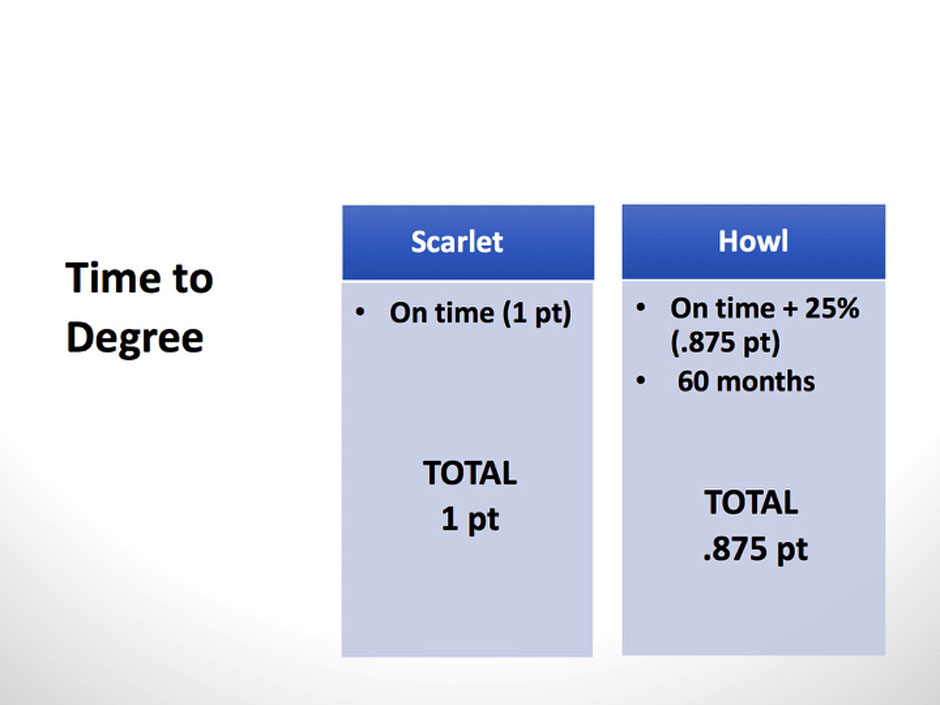 Time to
Degree
Scarlet
• On time (1 pt)
TOTAL
1 pt
Howl
• On time + 25%
(.875 pt)
• 60 months
TOTAL
.875 pt